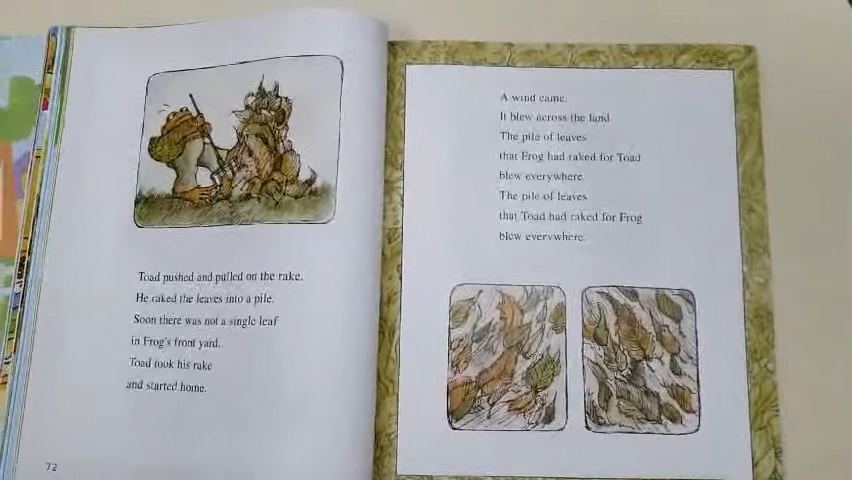 Toad pushed and pulled on the rake.
He raked the leaves into a pile.
Soon there was not a single leaf
in Frog's front yard.
Toad took his rake
and started home.
72
A wind came.
It blew across the land
The pile of leaves
that Frog had raked for Toad
blew everywhere.
The pile of leaves
that Toad had raked for Frog
blew everywhere.